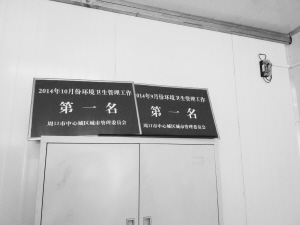 2014年10月份环境卫生管理工作
第一名
周口市中心城区城市管理委员会
014年9月份环境卫生管理工作
第一名
周口市中心城区城市管理委员会